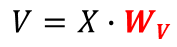 V = X · W_V